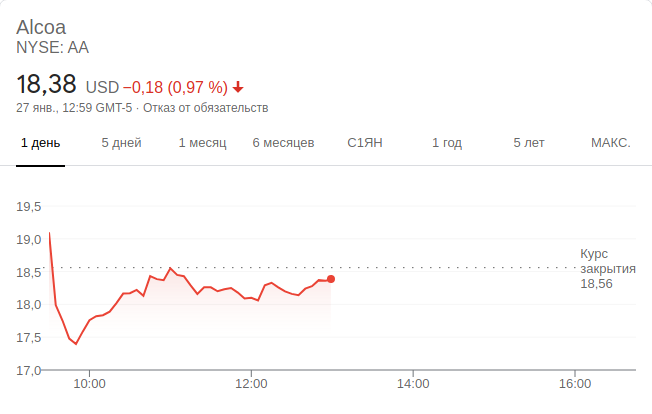 Alcoa
NYSE: AA
18,38 USD −0,18 (0,97 %)
27 янв., 12:59 GMT-5 · Отказ от обязательств
1 день 5 дней 1 месяц 6 месяцев С1ЯН 1 год 5 лет МАКС.
19,5
19,0
18,5
18,0
17,5
17,0
Курс
закрытия
18,56
10:00 12:00 14:00 16:00